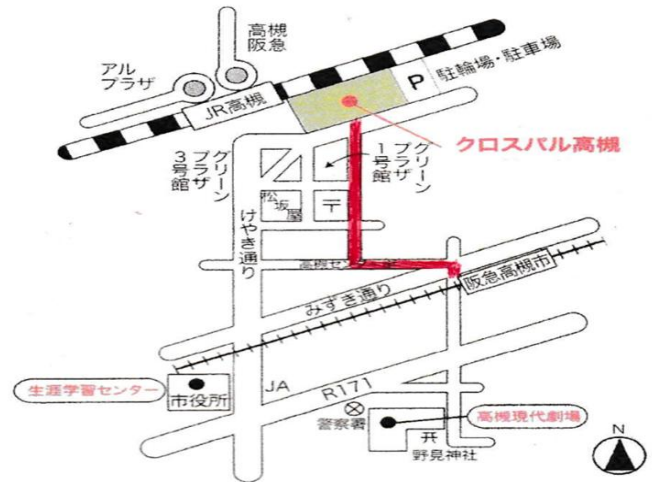 高槻
阪急
アル
プラザ
JR高槻
P
駐輪場・駐車場
クロスパル高槻
グリーン
プラザ
3号館
グリーン
プラザ
1号館
松坂
屋
〒
けやき通り
高槻セン
みずき通り
阪急高槻市
生涯学習センター
市役所
JA
R171
警察署
高槻現代劇場
野見神社
N